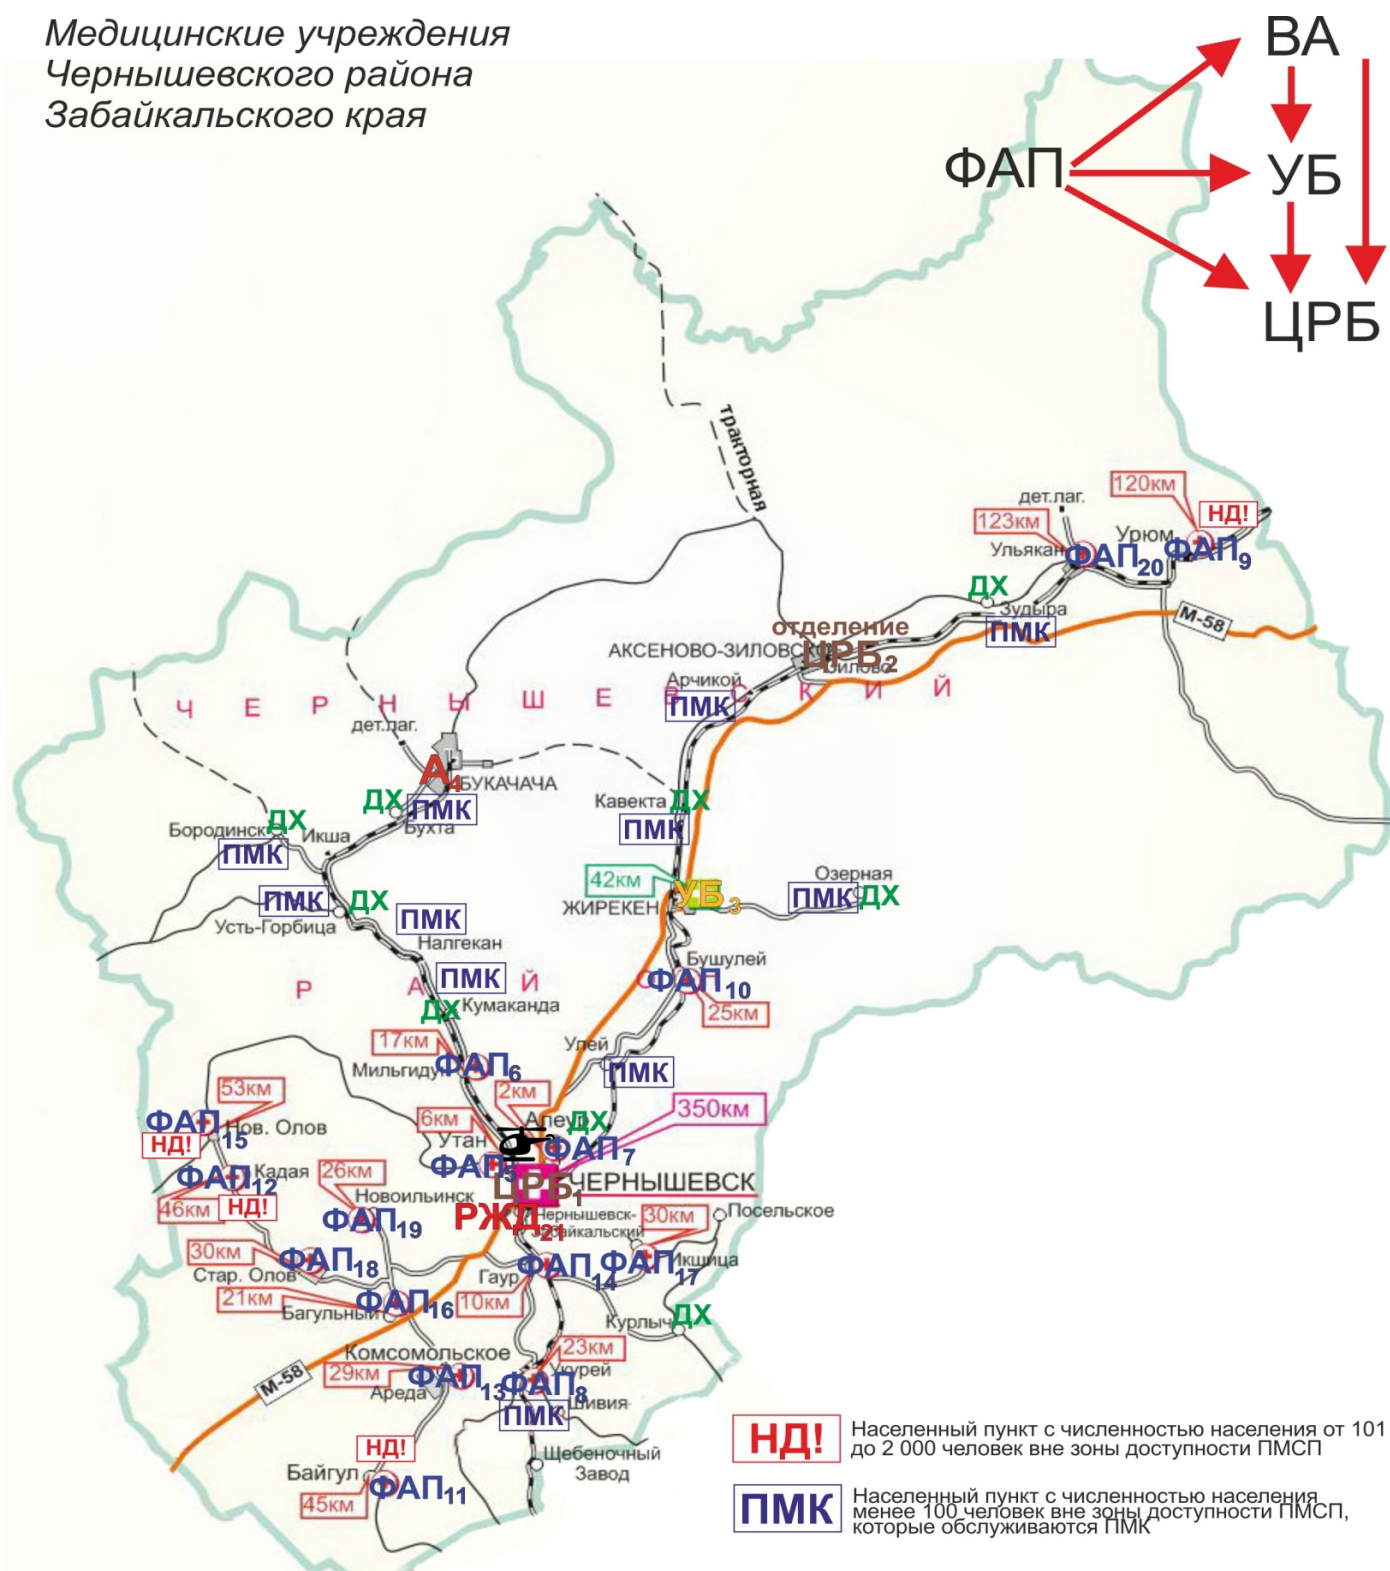 Медицинские учреждения
Чернышевского района
Забайкальского края
ВА
ФАП
УБ
ЦРБ
тракторная
120км
дет.лаг.
НД!
123км
Урюм
Ульякан
ФАП20
ФАП9
ДХ
Зудыра
ПМК
М-58
отделение
АКСЕНОВО-ЗИЛОВС
ЦРБ2
Зилово
Арчикой
ПМК
Ч Е Р Н Ы Ш Е В С К И Й
дет.лаг.
А4
БУКАЧАЧА
ДХ
ПМК
Бухта
Кавекта
ДХ
ПМК
Бородинск
ДХ
Икша
ПМК
42км
УБ3
ЖИРЕКЕН
Озерная
ПМК
ДХ
ПМК
ДХ
Усть-Горбица
ПМК
Налгекан
Бушулей
ФАП10
25км
Р А Й О
ПМК
ДХ
Кумаканда
17км
Мильгидун
ФАП6
Улей
ПМК
53км
2км
350км
ФАП15
Нов. Олов
НД!
6км
Алеур
ДХ
Утан
ФАП7
ФАП5
ФАП12
Кадая
46км
НД!
26км
Новоильинск
ФАП19
ЦРБ1
ЧЕРНЫШЕВСК
РЖД21
Чернышевск-
Забайкальский
30км
Посельское
30км
Стар. Олов
ФАП18
Гаур
ФАП14
ФАП17
Икшица
21км
Багульный
ФАП16
10км
Курлыч
ДХ
Комсомольское
23км
29км
ФАП13
Ареда
Укурей
ФАП8
Шивия
ПМК
М-58
НД!
Байгул
ФАП11
45км
Щебеночный
Завод
НД!
Населенный пункт с численностью населения от 101
до 2 000 человек вне зоны доступности ПМСП
ПМК
Населенный пункт с численностью населения
менее 100 человек вне зоны доступности ПМСП,
которые обслуживаются ПМК